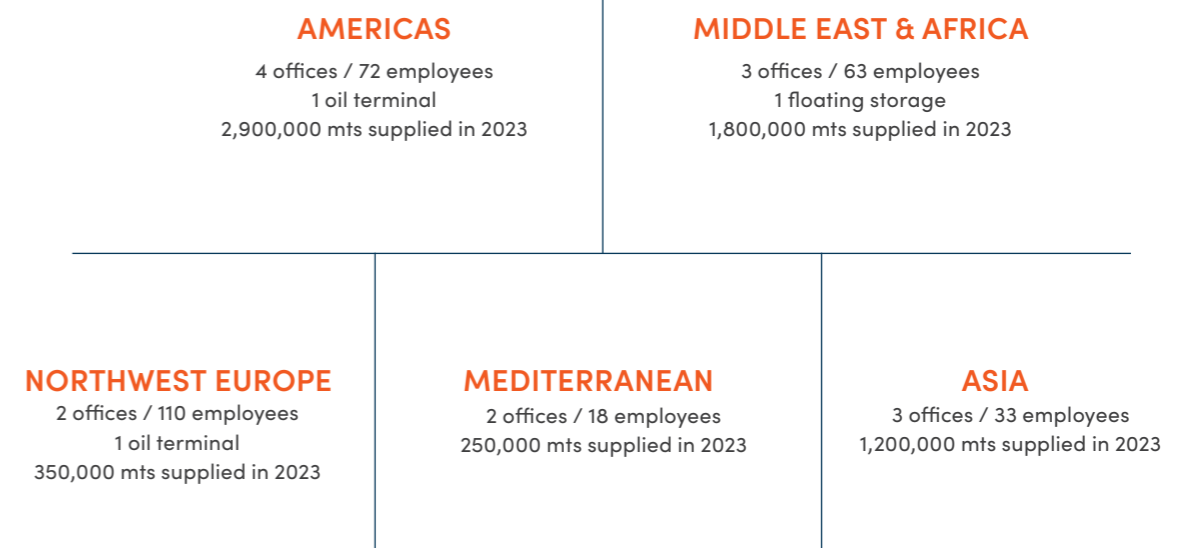 AMERICAS
4 offices / 72 employees
1 oil terminal
2,900,000 mts supplied in 2023
MIDDLE EAST & AFRICA
3 offices / 63 employees
1 floating storage
1,800,000 mts supplied in 2023
NORTHWEST EUROPE
2 offices / 110 employees
1 oil terminal
350,000 mts supplied in 2023
MEDITERRANEAN
2 offices / 18 employees
250,000 mts supplied in 2023
ASIA
3 offices / 33 employees
1,200,000 mts supplied in 2023